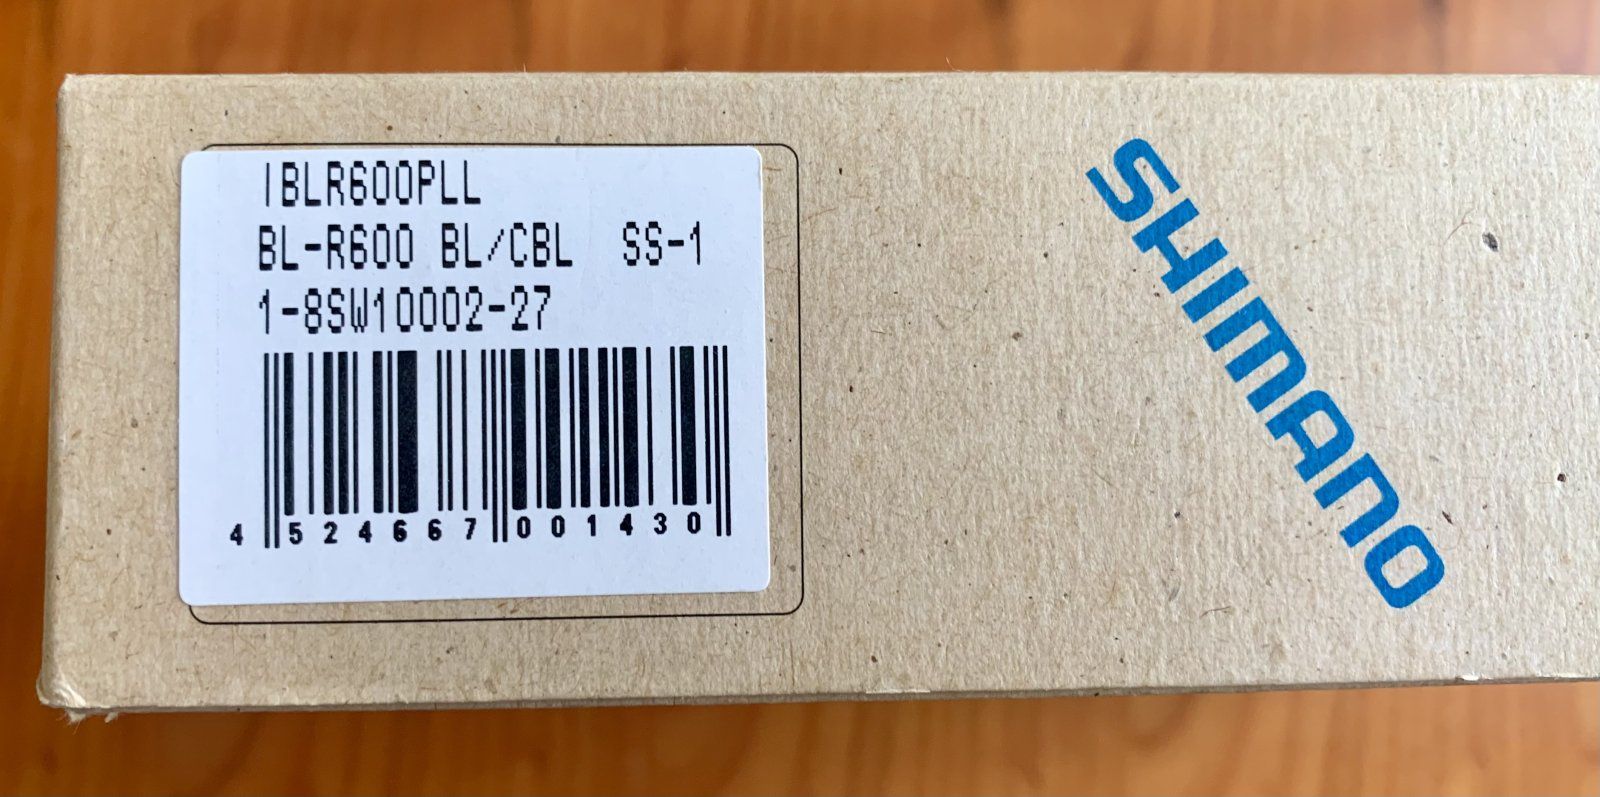 IBLR600PLL
BL-R600 BL/CBL SS-1
1-8SW10002-27
4 524667 001430
SHIMANO